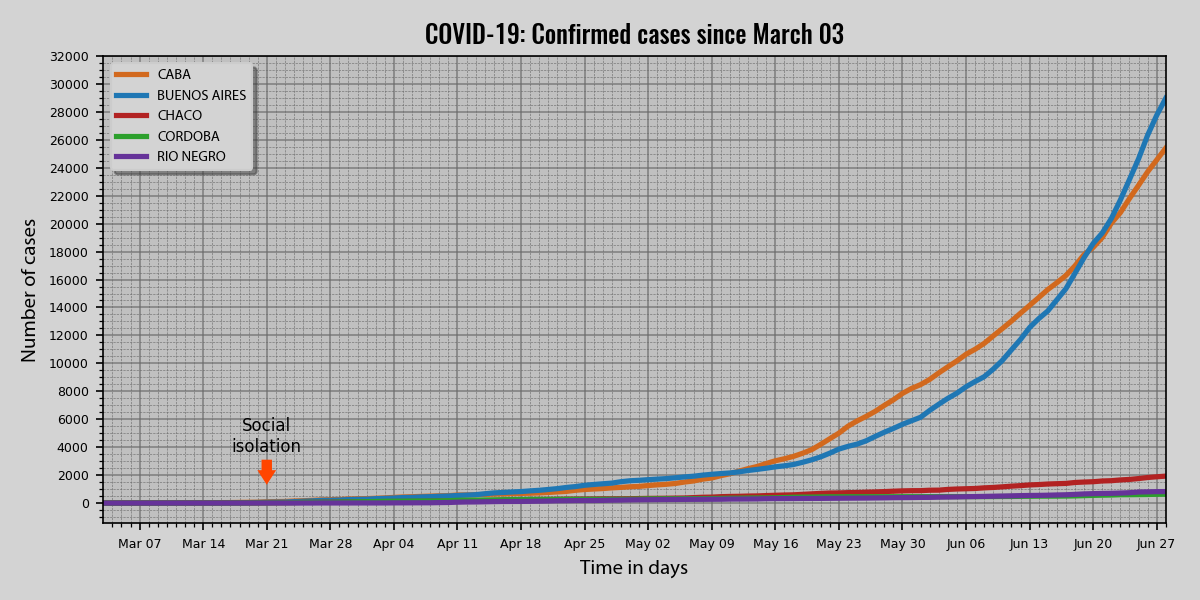 COVID-19: Confirmed cases since March 03
32000
30000
28000
26000
24000
22000
20000
18000
16000
14000
12000
10000
8000
6000
4000
2000
0
Number of cases
CABA
BUENOS AIRES
CHACO
CORDOBA
RIO NEGRO
Social
isolation
Mar 07 Mar 14 Mar 21 Mar 28 Apr 04 Apr 11 Apr 18 Apr 25 May 02 May 09 May 16 May 23 May 30 Jun 06 Jun 13 Jun 20 Jun 27
Time in days